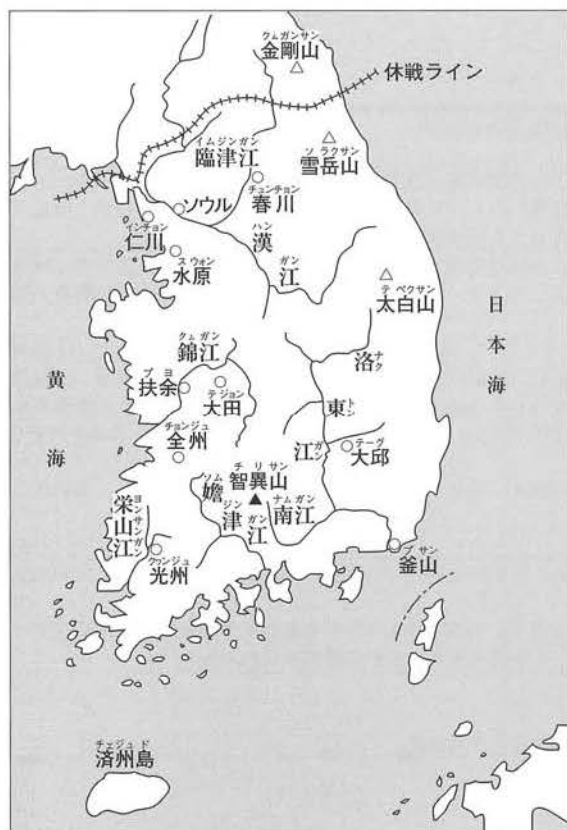 クムガンサン
金剛山
休戦ライン
イムジンガン
臨津江
ソラクサン
雪岳山
ソウル
チュンチョン
春川
インチョン
仁川
スウォン
水原
ハンガン
漢江
テベクサン
太白山
日本海
黄海
クムガン
錦江
プヨ
扶余
テジョン
大田
ナクトンガン
洛東江
チョンジュ
全州
テーグ
大邱
チリサン
智異山
ソムジンガン
蟾津江
ナムガン
南江
ヨンサンガン
栄山江
クヮンジュ
光州
プサン
釜山
チェジュド
済州島